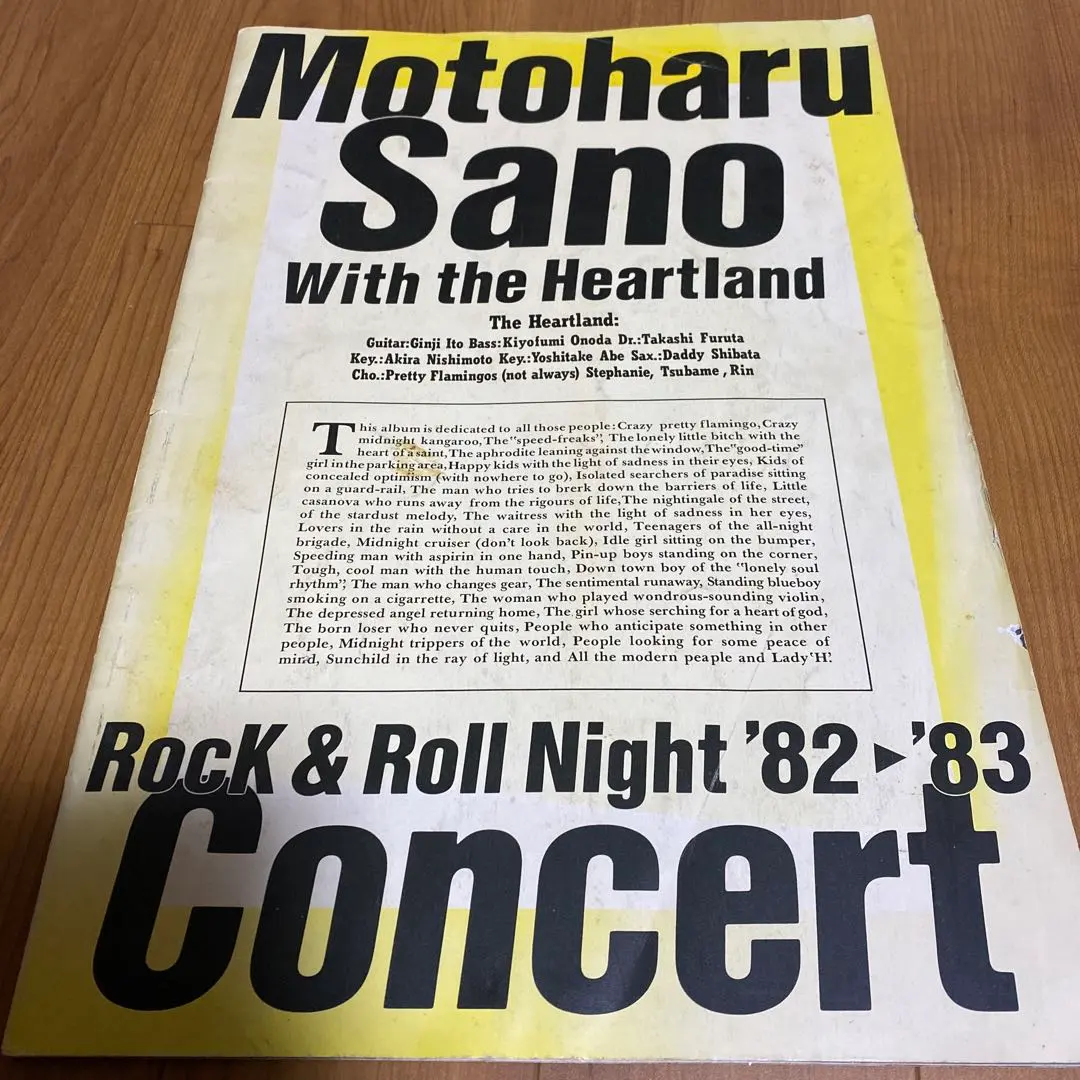 Motoharu
Sano
With the Heartland
The Heartland:
Guitar:Ginji Ito Bass:Kiyofumi Onoda Dr.:Takashi Furuta
Key.:Akira Nishimoto Key.:Yoshitake Abe Sax.:Daddy Shibata
Cho.:Pretty Flamingos (not always) Stephanie, Tsubame , Rin
This album is dedicated to all those people: Crazy pretty flamingo, Crazy
midnight kangaroo, The "speed-freaks", The lonely little bitch with the
heart of a saint, The aphrodite leaning against the window, The "good-time"
girl in the parking area, Happy kids with the light of sadness in their eyes, Kids of
concealed optimism (with nowhere to go), Isolated searchers of paradise sitting
on a guard-rail, The man who tries to brerk down the barriers of life, Little
casanova who runs away from the rigours of life, The nightingale of the street,
of the stardust melody, The waitress with the light of sadness in her eyes,
Lovers in the rain without a care in the world, Teenagers of the all-night
brigade, Midnight cruiser (don't look back), Idle girl sitting on the bumper,
Speeding man with aspirin in one hand, Pin-up boys standing on the corner,
Tough, cool man with the human touch, Down town boy of the "lonely soul
rhythm", The man who changes gear, The sentimental runaway, Standing blueboy
smoking on a cigarrette, The woman who played wondrous-sounding violin,
The depressed angel returning home, The girl whose serching for a heart of god,
The born loser who never quits, People who anticipate something in other
people, Midnight trippers of the world, People looking for some peace of
mind, Sunchild in the ray of light, and All the modern peaple and Lady 'H'.
Rock & Roll Night '82▶'83
Concert